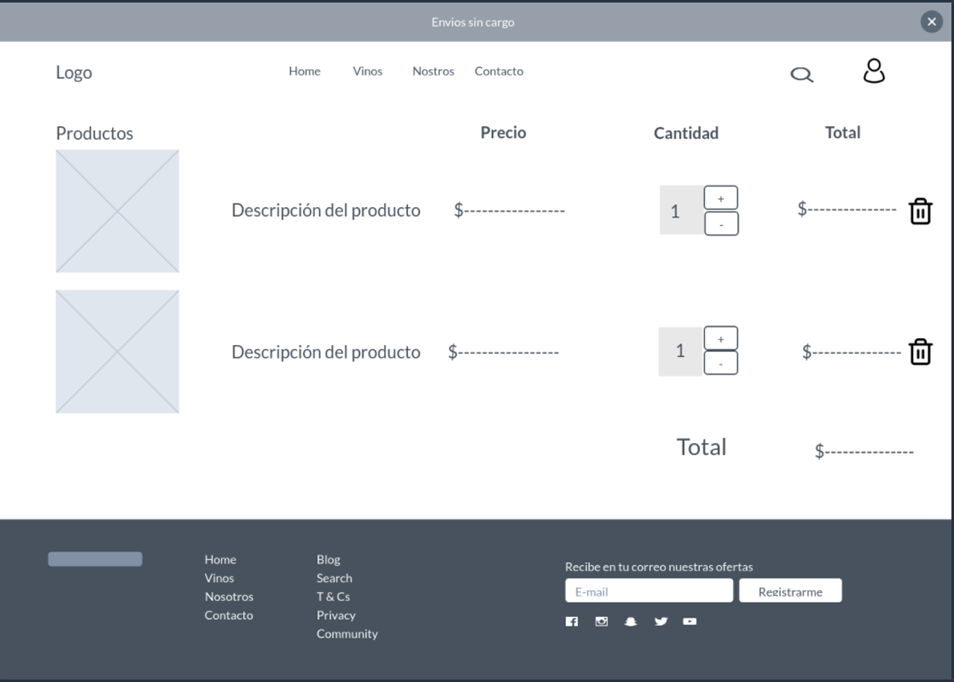 Envios sin cargo
Logo
Home Vinos Nostros Contacto
Productos Precio Cantidad Total
Descripción del producto $----------------- 1 + - $---------------
Descripción del producto $----------------- 1 + - $---------------
Total $---------------
Home
Vinos
Nosotros
Contacto
Blog
Search
T & Cs
Privacy
Community
Recibe en tu correo nuestras ofertas
E-mail Registrarme